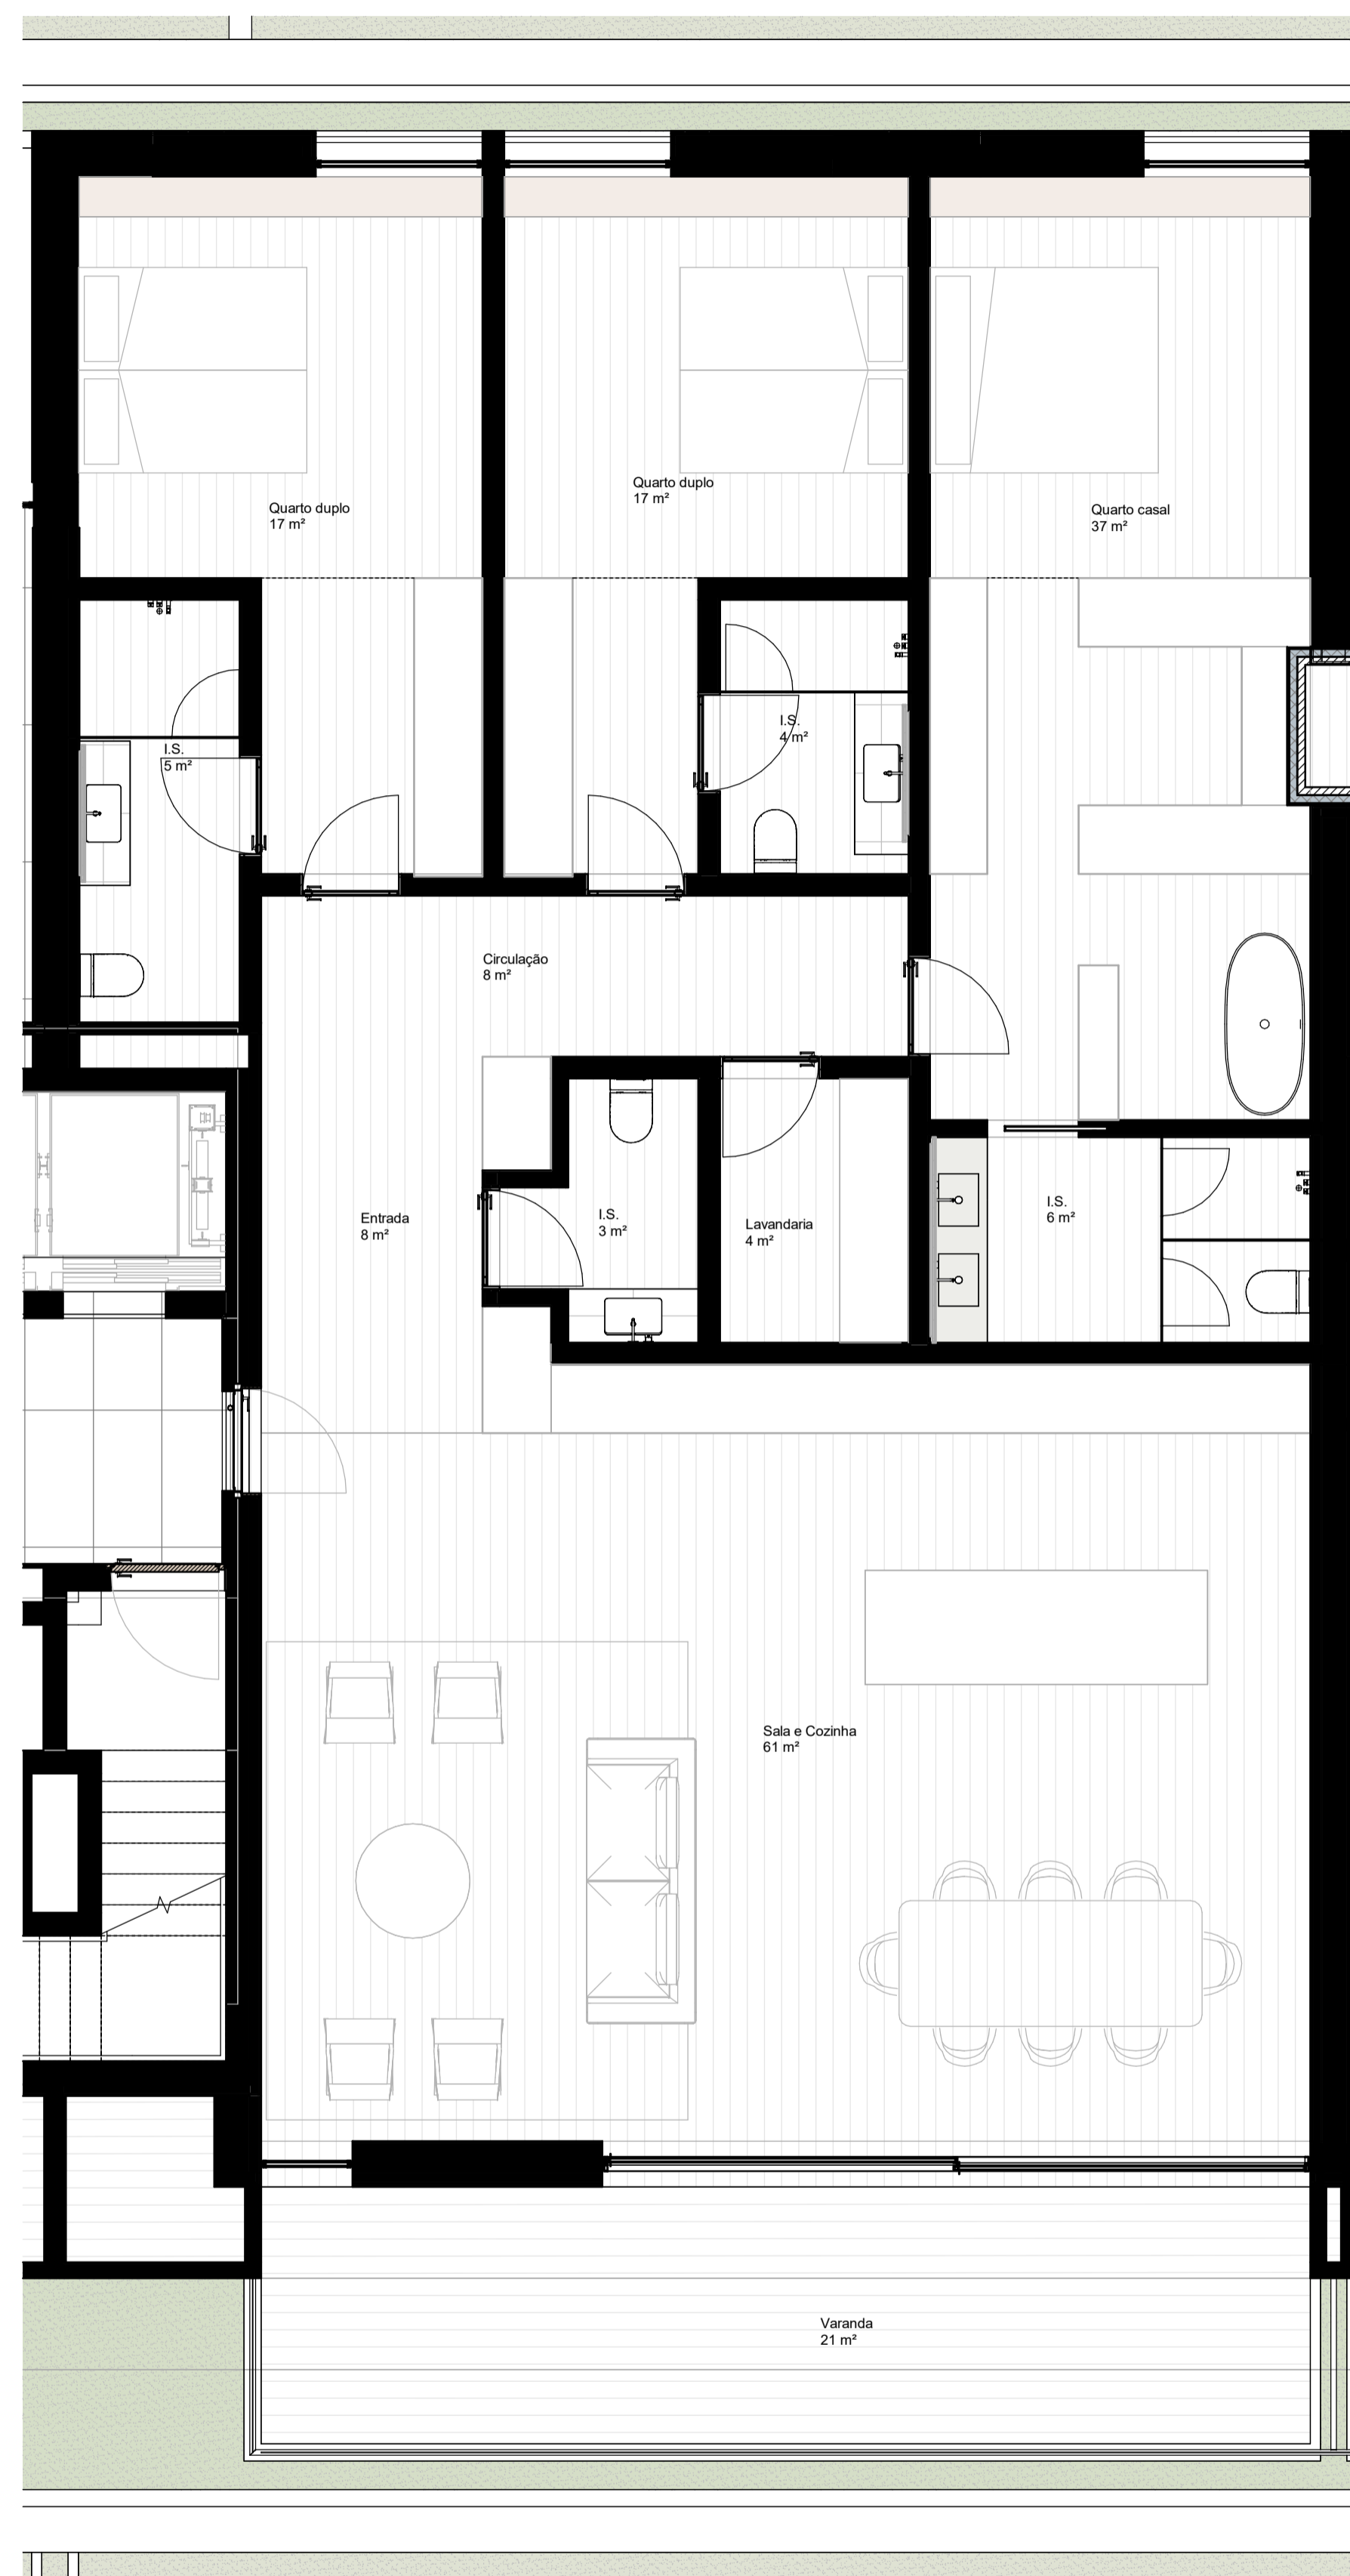 Quarto duplo
17 m²
Quarto duplo
17 m²
Quarto casal
37 m²
I.S.
5 m²
I.S.
4 m²
Circulação
8 m²
Entrada
8 m²
I.S.
3 m²
Lavandaria
4 m²
I.S.
6 m²
Sala e Cozinha
61 m²
Varanda
21 m²